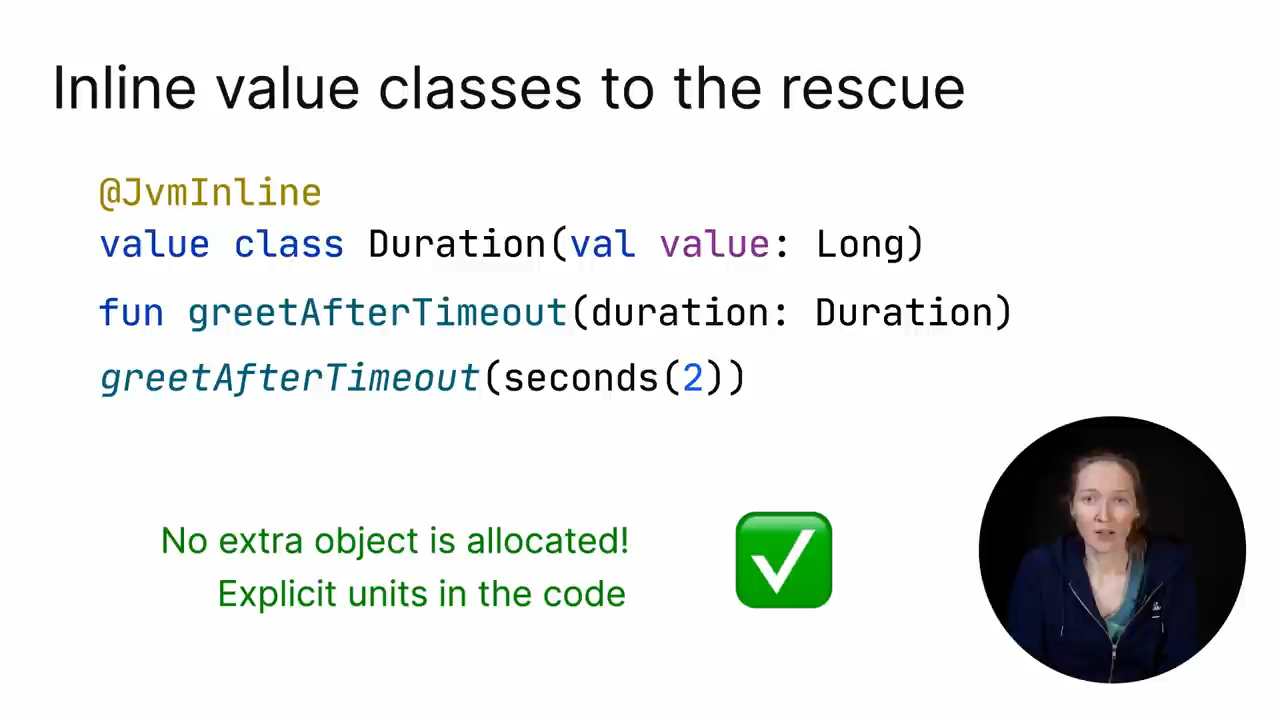 Inline value classes to the rescue
@JvmInline
value class Duration(val value: Long)
fun greetAfterTimeout(duration: Duration)
greetAfterTimeout(seconds(2))
No extra object is allocated!
Explicit units in the code